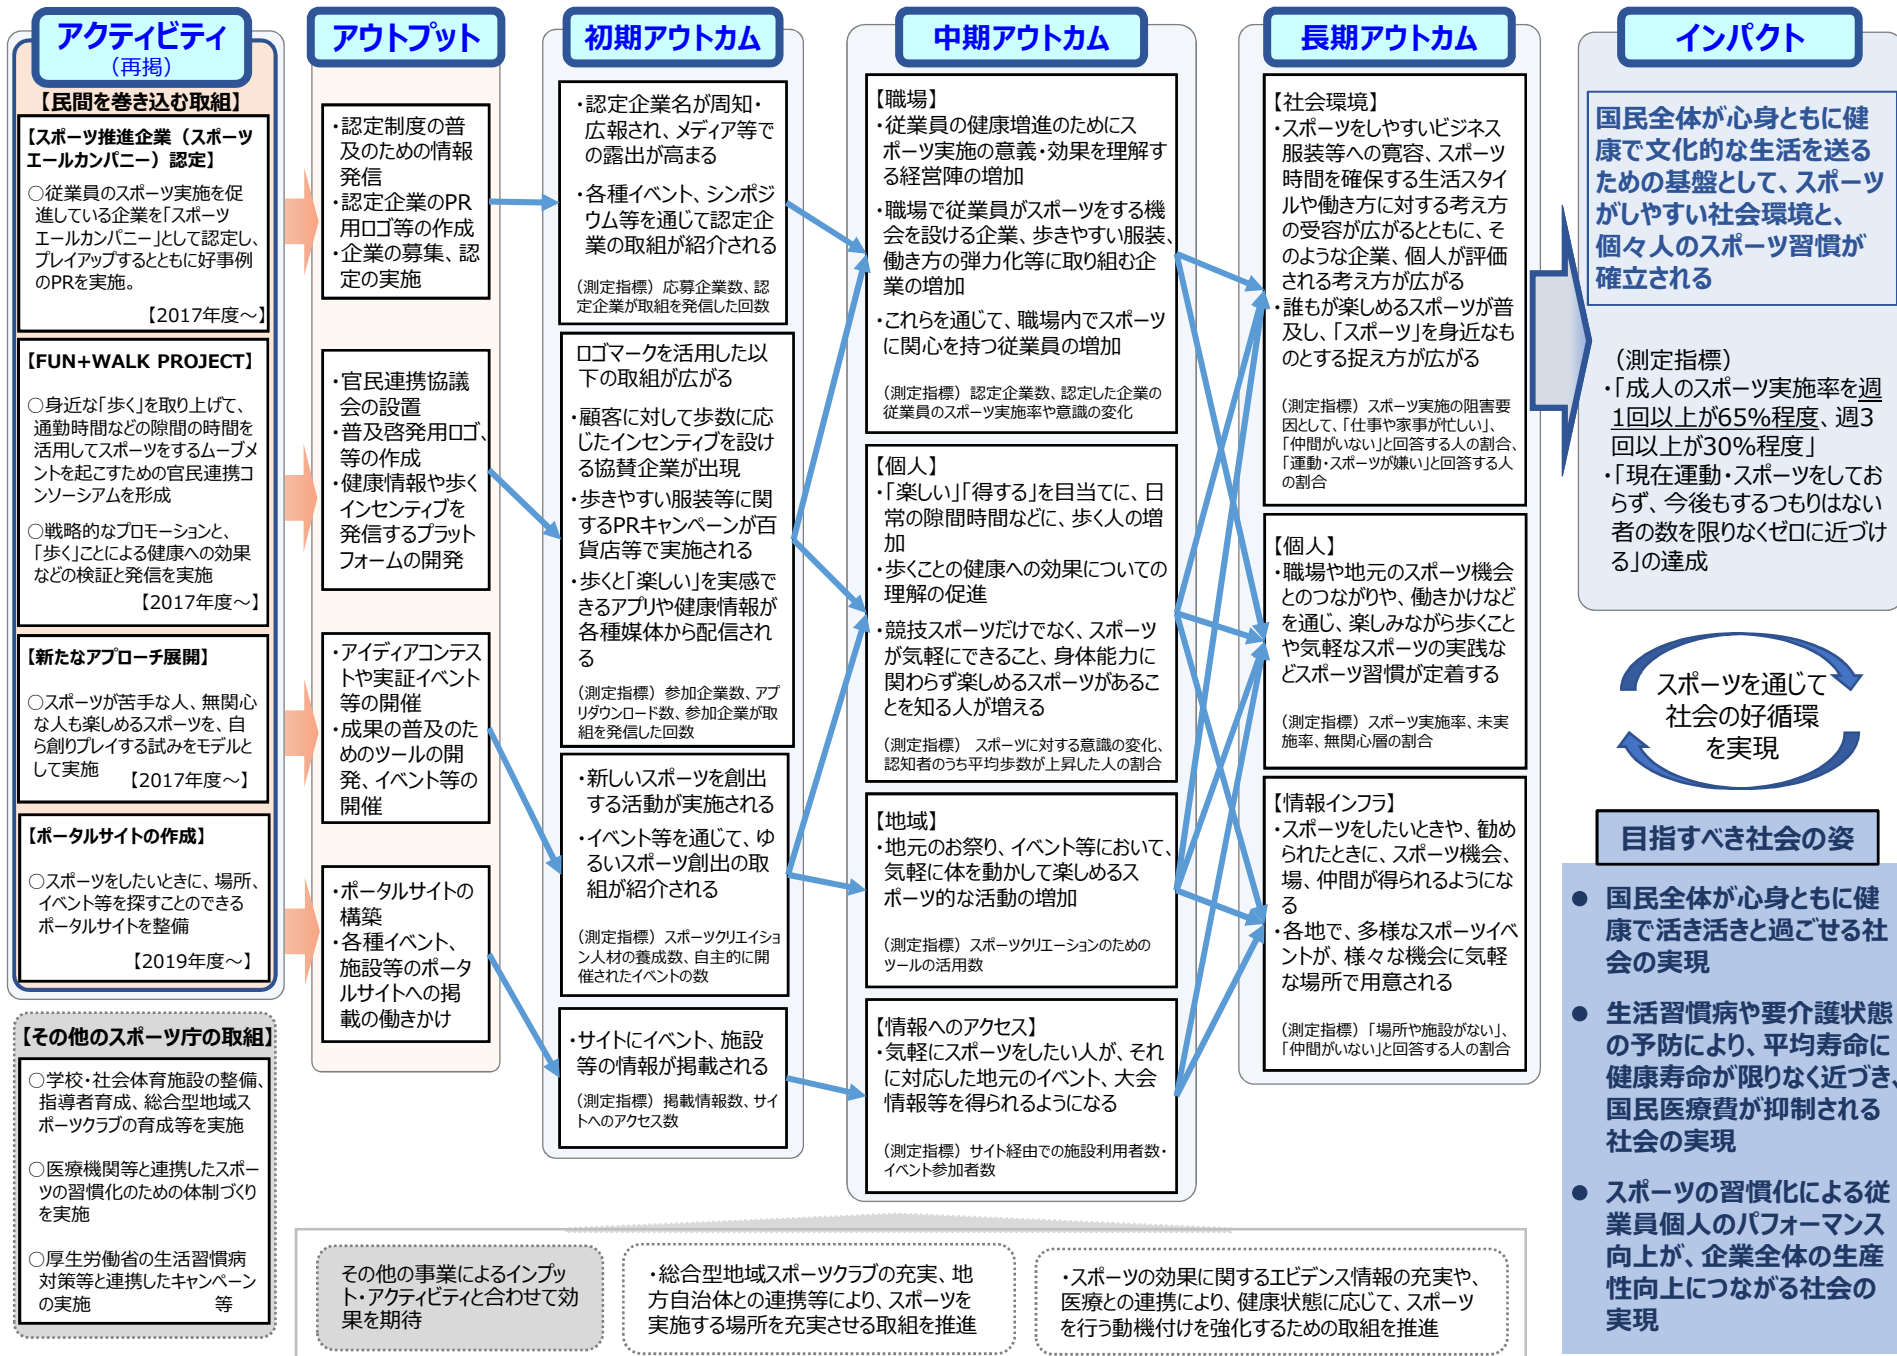 アクティビティ
（再掲）
【民間を巻き込む取組】
【スポーツ推進企業（スポーツ
エールカンパニー）認定】
○従業員のスポーツ実施を促
進している企業を「スポーツ
エールカンパニー」として認定し、
プレイアップするとともに好事例
のPRを実施。
【2017年度～】
【FUN+WALK PROJECT】
○身近な「歩く」を取り上げて、
通勤時間などの隙間の時間を
活用してスポーツをするムーブメ
ントを起こすための官民連携コ
ンソーシアムを形成
○戦略的なプロモーションと、
「歩く」ことによる健康への効果
などの検証と発信を実施
【2017年度～】
【新たなアプローチ展開】
○スポーツが苦手な人、無関心
な人も楽しめるスポーツを、自
ら創りプレイする試みをモデルと
して実施
【2017年度～】
【ポータルサイトの作成】
○スポーツをしたいときに、場所、
イベント等を探すことのできる
ポータルサイトを整備
【2019年度～】
【その他のスポーツ庁の取組】
○学校・社会体育施設の整備、
指導者育成、総合型地域ス
ポーツクラブの育成等を実施
○医療機関等と連携したスポー
ツの習慣化のための体制づくり
を実施
○厚生労働省の生活習慣病
対策等と連携したキャンペーン
の実施 等
アウトプット
・認定制度の普
及のための情報
発信
・認定企業のPR
用ロゴ等の作成
・企業の募集、認
定の実施
・官民連携協議
会の設置
・普及啓発用ロゴ、
等の作成
・健康情報や歩く
インセンティブを
発信するプラット
フォームの開発
・アイディアコンテス
トや実証イベント
等の開催
・成果の普及のた
めのツールの開
発、イベント等の
開催
・ポータルサイトの
構築
・各種イベント、
施設等のポータ
ルサイトへの掲
載の働きかけ
初期アウトカム
・認定企業名が周知・
広報され、メディア等で
の露出が高まる
・各種イベント、シンポジ
ウム等を通じて認定企
業の取組が紹介される
（測定指標）応募企業数、認
定企業が取組を発信した回数
ロゴマークを活用した以
下の取組が広がる
・顧客に対して歩数に応
じたインセンティブを設け
る協賛企業が出現
・歩きやすい服装等に関
するPRキャンペーンが百
貨店等で実施される
・歩くと「楽しい」を実感で
きるアプリや健康情報が
各種媒体から配信され
る
（測定指標）参加企業数、アプ
リダウンロード数、参加企業が取
組を発信した回数
・新しいスポーツを創出
する活動が実施される
・イベント等を通じて、ゆ
るいスポーツ創出の取
組が紹介される
（測定指標）スポーツクリエイショ
ン人材の養成数、自主的に開
催されたイベントの数
・サイトにイベント、施設
等の情報が掲載される
（測定指標）掲載情報数、サイ
トへのアクセス数
中期アウトカム
【職場】
・従業員の健康増進のためにス
ポーツ実施の意義・効果を理解す
る経営陣の増加
・職場で従業員がスポーツをする機
会を設ける企業、歩きやすい服装、
働き方の弾力化等に取り組む企
業の増加
・これらを通じて、職場内でスポーツ
に関心を持つ従業員の増加
（測定指標）認定企業数、認定した企業の
従業員のスポーツ実施率や意識の変化
【個人】
・「楽しい」「得する」を目当てに、日
常の隙間時間などに、歩く人の増
加
・歩くことの健康への効果についての
理解の促進
・競技スポーツだけでなく、スポーツ
が気軽にできること、身体能力に
関わらず楽しめるスポーツがあるこ
とを知る人が増える
（測定指標） スポーツに対する意識の変化、
認知者のうち平均歩数が上昇した人の割合
【地域】
・地元のお祭り、イベント等において、
気軽に体を動かして楽しめるス
ポーツ的な活動の増加
（測定指標）スポーツクリエーションのための
ツールの活用数
【情報へのアクセス】
・気軽にスポーツをしたい人が、それ
に対応した地元のイベント、大会
情報等を得られるようになる
（測定指標）サイト経由での施設利用者数・
イベント参加者数
長期アウトカム
【社会環境】
・スポーツをしやすいビジネス
服装等への寛容、スポーツ
時間を確保する生活スタイ
ルや働き方に対する考え方
の受容が広がるとともに、そ
のような企業、個人が評価
される考え方が広がる
・誰もが楽しめるスポーツが普
及し、「スポーツ」を身近なも
のとする捉え方が広がる
（測定指標）スポーツ実施の阻害要
因として、「仕事や家事が忙しい」、
「仲間がいない」と回答する人の割合、
「運動・スポーツが嫌い」と回答する人
の割合
【個人】
・職場や地元のスポーツ機会
とのつながりや、働きかけなど
を通じ、楽しみながら歩くこと
や気軽なスポーツの実践な
どスポーツ習慣が定着する
（測定指標）スポーツ実施率、未実
施率、無関心層の割合
【情報インフラ】
・スポーツをしたいときや、勧め
られたときに、スポーツ機会、
場、仲間が得られるようにな
る
・各地で、多様なスポーツイベ
ントが、様々な機会に気軽
な場所で用意される
（測定指標）「場所や施設がない」、
「仲間がいない」と回答する人の割合
インパクト
国民全体が心身ともに健
康で文化的な生活を送る
ための基盤として、スポーツ
がしやすい社会環境と、
個々人のスポーツ習慣が
確立される
（測定指標）
・「成人のスポーツ実施率を週
1回以上が65%程度、週3
回以上が30%程度」
・「現在運動・スポーツをしてお
らず、今後もするつもりはない
者の数を限りなくゼロに近づけ
る」の達成
スポーツを通じて
社会の好循環
を実現
目指すべき社会の姿
● 国民全体が心身ともに健
康で活き活きと過ごせる社
会の実現
● 生活習慣病や要介護状態
の予防により、平均寿命に
健康寿命が限りなく近づき、
国民医療費が抑制される
社会の実現
● スポーツの習慣化による従
業員個人のパフォーマンス
向上が、企業全体の生産
性向上につながる社会の
実現
その他の事業によるインプッ
ト・アクティビティと合わせて効
果を期待
・総合型地域スポーツクラブの充実、地
方自治体との連携等により、スポーツを
実施する場所を充実させる取組を推進
・スポーツの効果に関するエビデンス情報の充実や、
医療との連携により、健康状態に応じて、スポーツ
を行う動機付けを強化するための取組を推進